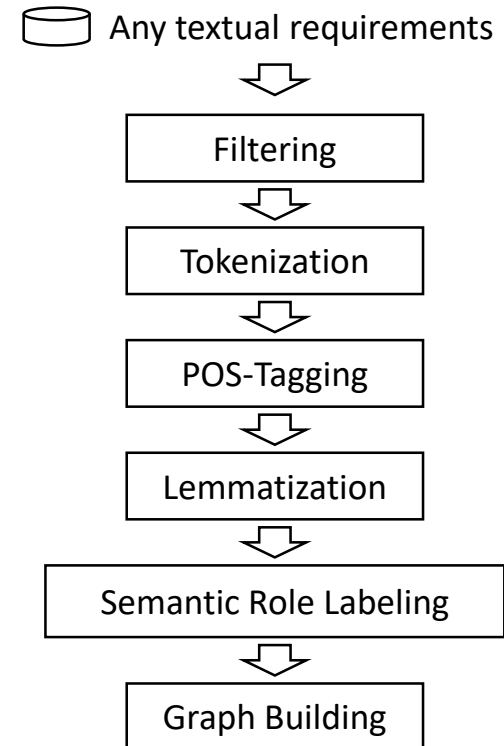 Any textual requirements
Filtering
Tokenization
POS-Tagging
Lemmatization
Semantic Role Labeling
Graph Building